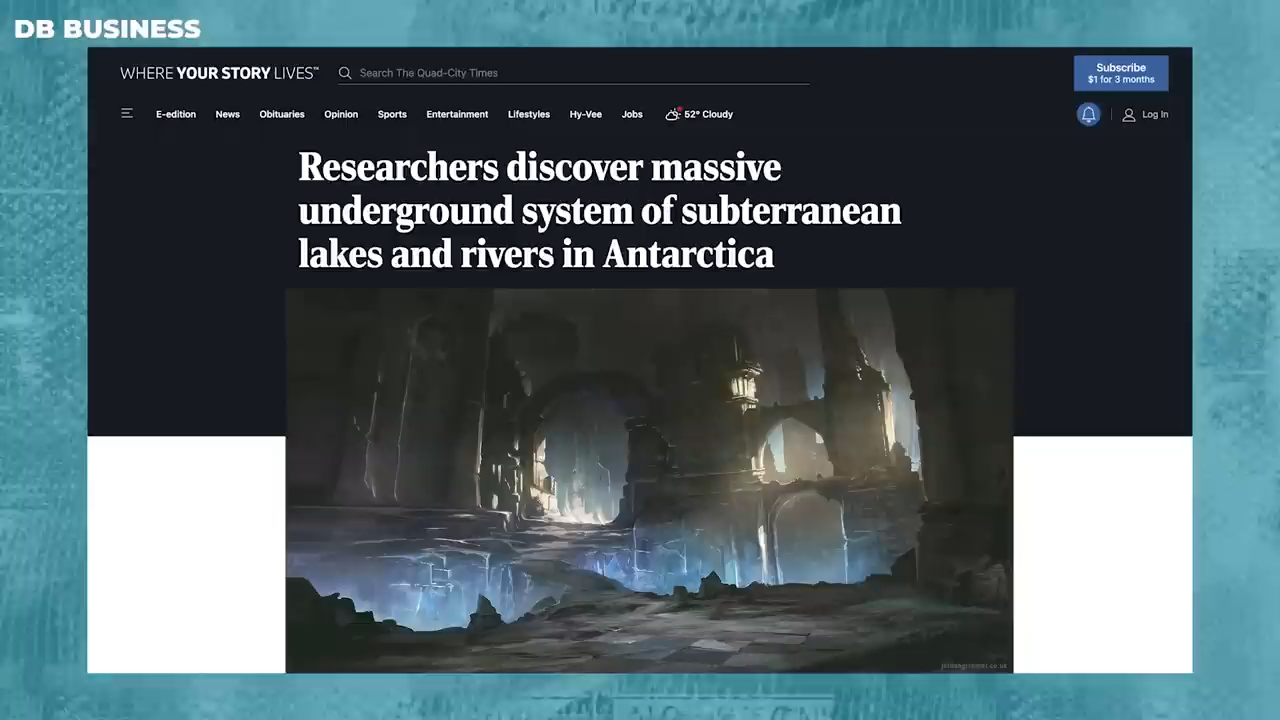 DB BUSINESS
WHERE YOUR STORY LIVES™
Search The Quad-City Times
Subscribe
$1 for 3 months
E-edition News Obituaries Opinion Sports Entertainment Lifestyles Hy-Vee Jobs 52° Cloudy
Log In
Researchers discover massive
underground system of subterranean
lakes and rivers in Antarctica